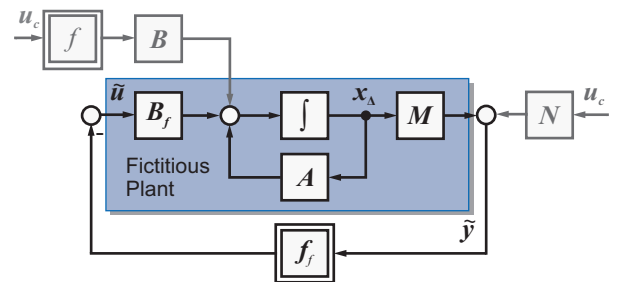 u_c
f
B
ũ
B_f
∫
x_Δ
M
u_c
N
A
Fictitious
Plant
-
ỹ
f_f